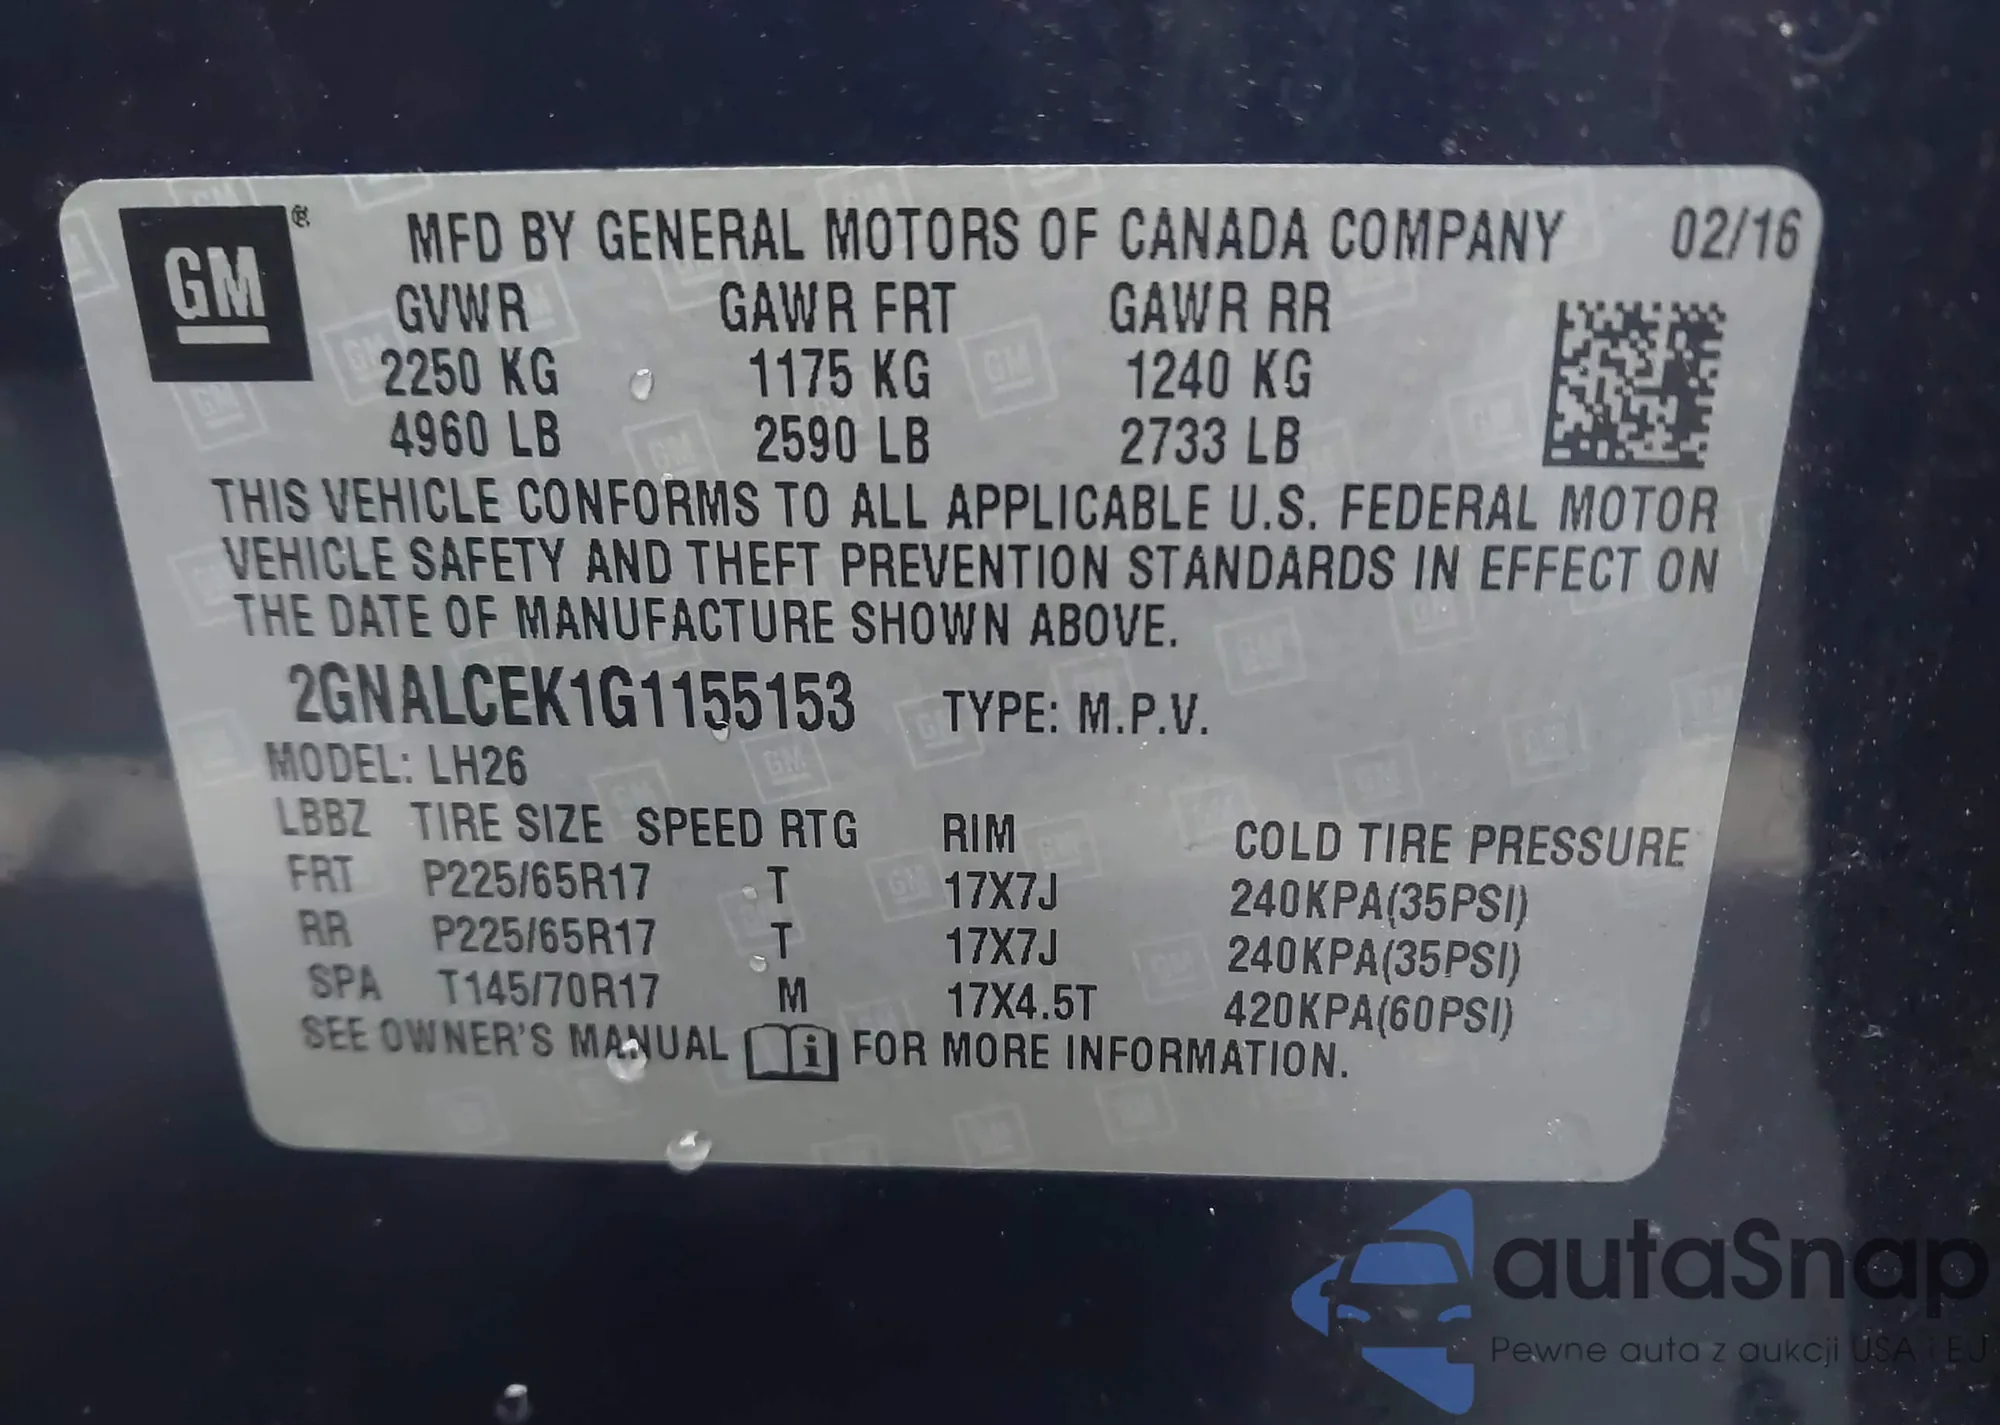 GM®
MFD BY GENERAL MOTORS OF CANADA COMPANY 02/16
GVWR GAWR FRT GAWR RR
2250 KG 1175 KG 1240 KG
4960 LB 2590 LB 2733 LB
THIS VEHICLE CONFORMS TO ALL APPLICABLE U.S. FEDERAL MOTOR
VEHICLE SAFETY AND THEFT PREVENTION STANDARDS IN EFFECT ON
THE DATE OF MANUFACTURE SHOWN ABOVE.
2GNALCEK1G1155153 TYPE: M.P.V.
MODEL: LH26
LBBZ TIRE SIZE SPEED RTG RIM COLD TIRE PRESSURE
FRT P225/65R17 T 17X7J 240KPA(35PSI)
RR P225/65R17 T 17X7J 240KPA(35PSI)
SPA T145/70R17 M 17X4.5T 420KPA(60PSI)
SEE OWNER'S MANUAL i FOR MORE INFORMATION.
autaSnap
Pewne auta z aukcji USA i EU